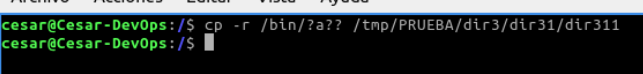 Archivo Acciones Editar Vista Ayuda
cesar@Cesar-DevOps:/$ cp -r /bin/?a?? /tmp/PRUEBA/dir3/dir31/dir311
cesar@Cesar-DevOps:/$